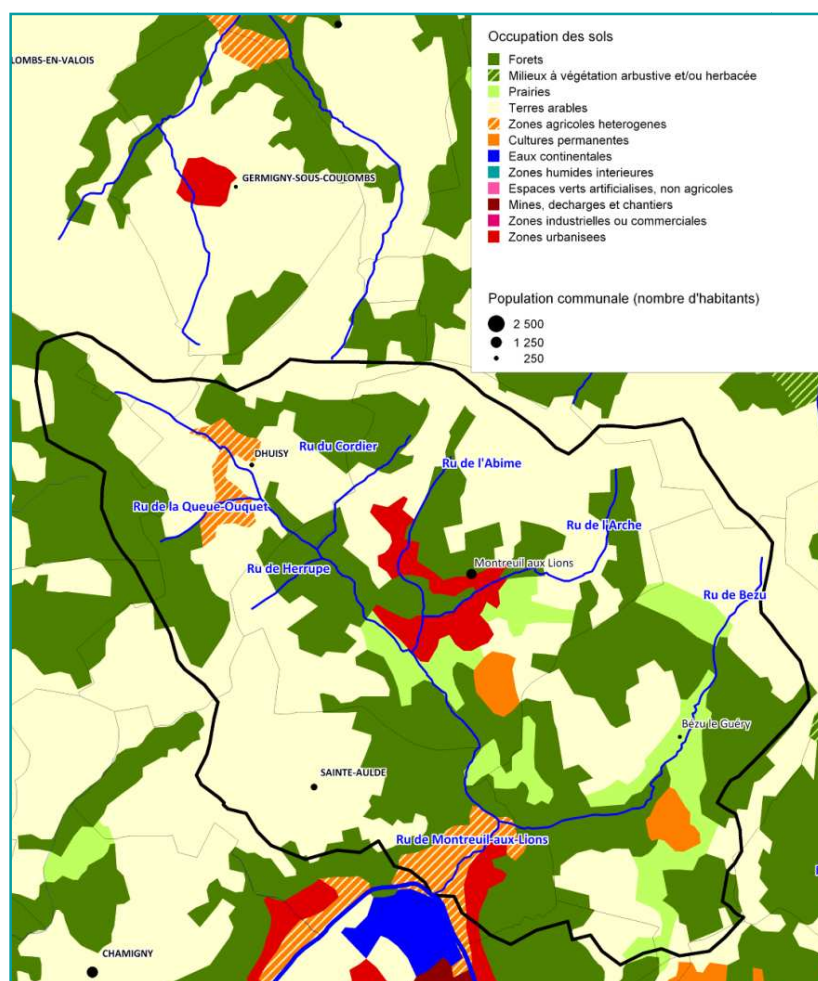 Occupation des sols
Forets
Milieux à végétation arbustive et/ou herbacée
Prairies
Terres arables
Zones agricoles heterogenes
Cultures permanentes
Eaux continentales
Zones humides interieures
Espaces verts artificialises, non agricoles
Mines, decharges et chantiers
Zones industrielles ou commerciales
Zones urbanisees
Population communale (nombre d'habitants)
2 500
1 250
250
LOMBS-EN-VALOIS
GERMIGNY-SOUS-COULOMBS
DHUISY
Ru du Cordier
Ru de l'Abime
Ru de la Queue-Ouquet
Ru de l'Arche
Ru de Herrupe
Montreuil aux Lions
Ru de Bezu
Bézu le Guéry
SAINTE-AULDE
Ru de Montreuil-aux-Lions
CHAMIGNY